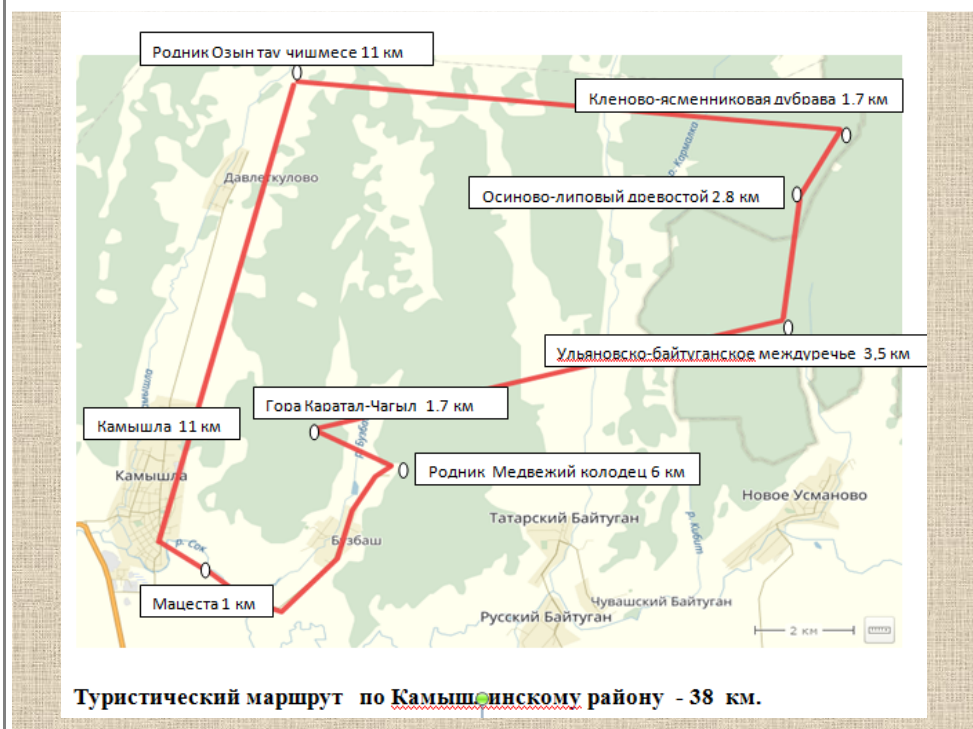 Родник Озын тау чишмесе 11 км
Кленово-ясменниковая дубрава 1.7 км
р. Кармалка
Давлеткулово
Осиново-липовый древостой 2.8 км
Ульяновско-байтуганское междуречье 3,5 км
Гора Каратал-Чагыл 1.7 км
Камышла 11 км
Родник Медвежий колодец 6 км
Камышла
Новое Усманово
Татарский Байтуган
р. Кибит
Бузбаш
р. Сок
Мацеста 1 км
Чувашский Байтуган
Русский Байтуган
2 км
Туристический маршрут по Камышлинскому району - 38 км.